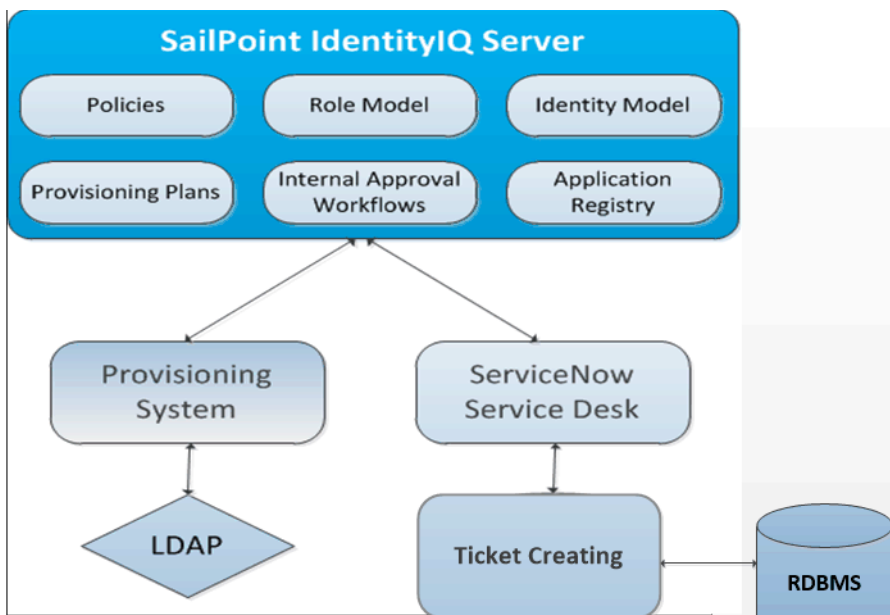 SailPoint IdentityIQ Server
Policies
Role Model
Identity Model
Provisioning Plans
Internal Approval
Workflows
Application
Registry
Provisioning
System
ServiceNow
Service Desk
LDAP
Ticket Creating
RDBMS